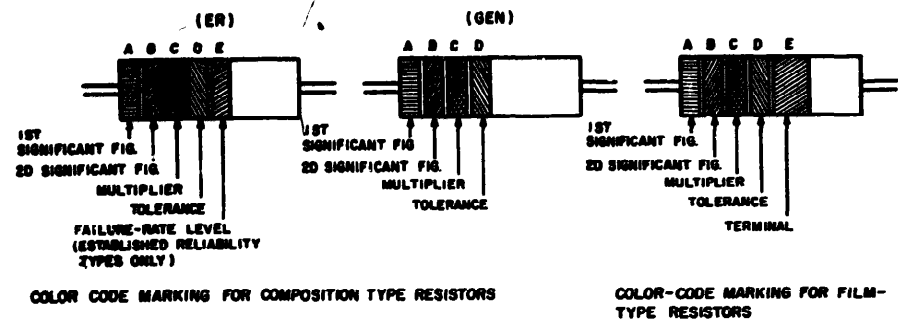 (ER)
A B C D E
1ST
SIGNIFICANT FIG.
2D SIGNIFICANT FIG.
MULTIPLIER
TOLERANCE
FAILURE-RATE LEVEL
(ESTABLISHED RELIABILITY
TYPES ONLY)
(GEN)
A B C D
1ST
SIGNIFICANT FIG
2D SIGNIFICANT FIG.
MULTIPLIER
TOLERANCE
COLOR CODE MARKING FOR COMPOSITION TYPE RESISTORS
A B C D E
1ST
SIGNIFICANT FIG.
2D SIGNIFICANT FIG.
MULTIPLIER
TOLERANCE
TERMINAL
COLOR-CODE MARKING FOR FILM-
TYPE RESISTORS